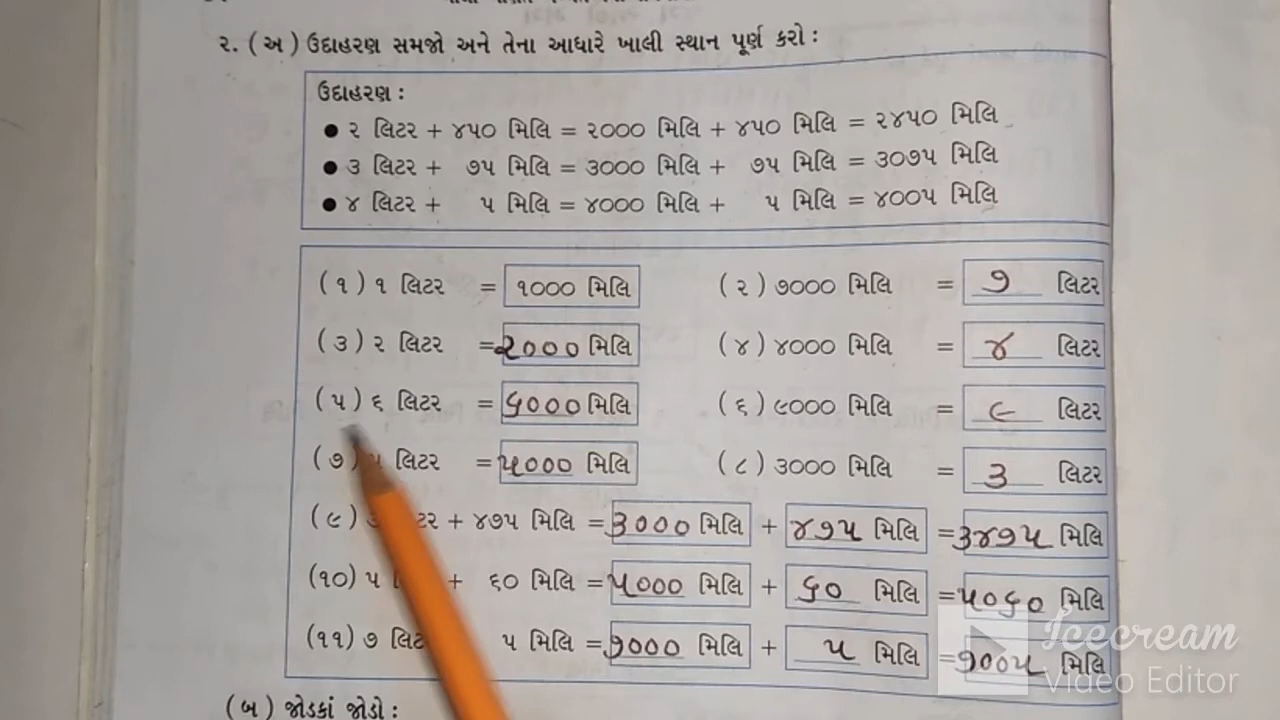 ૨. (અ) ઉદાહરણ સમજો અને તેના આધારે ખાલી સ્થાન પૂર્ણ કરો :
ઉદાહરણ :
● ૨ લિટર + ૪૫૦ મિલિ = ૨૦૦૦ મિલિ + ૪૫૦ મિલિ = ૨૪૫૦ મિલિ
● ૩ લિટર + ૭૫ મિલિ = ૩૦૦૦ મિલિ + ૭૫ મિલિ = ૩૦૭૫ મિલિ
● ૪ લિટર + ૫ મિલિ = ૪૦૦૦ મિલિ + ૫ મિલિ = ૪૦૦૫ મિલિ
(૧) ૧ લિટર = ૧૦૦૦ મિલિ (૨) ૭૦૦૦ મિલિ = ૭ લિટર
(૩) ૨ લિટર = ૨૦૦૦ મિલિ (૪) ૪૦૦૦ મિલિ = ૪ લિટર
(૫) ૬ લિટર = ૬૦૦૦ મિલિ (૬) ૯૦૦૦ મિલિ = ૯ લિટર
(૭) ૫ લિટર = ૫૦૦૦ મિલિ (૮) ૩૦૦૦ મિલિ = ૩ લિટર
(૯) + ૪૭૫ મિલિ = ૩૦૦૦ મિલિ + ૪૭૫ મિલિ = ૩૪૭૫ મિલિ
(૧૦) ૫ + ૬૦ મિલિ = ૫૦૦૦ મિલિ + ૬૦ મિલિ = ૫૦૬૦ મિલિ
(૧૧) ૭ ૫ મિલિ = ૭૦૦૦ મિલિ + ૫ મિલિ = ૭૦૦૫ મિલિ
(બ) જોડકાં જોડો :
Icecream
Video Editor